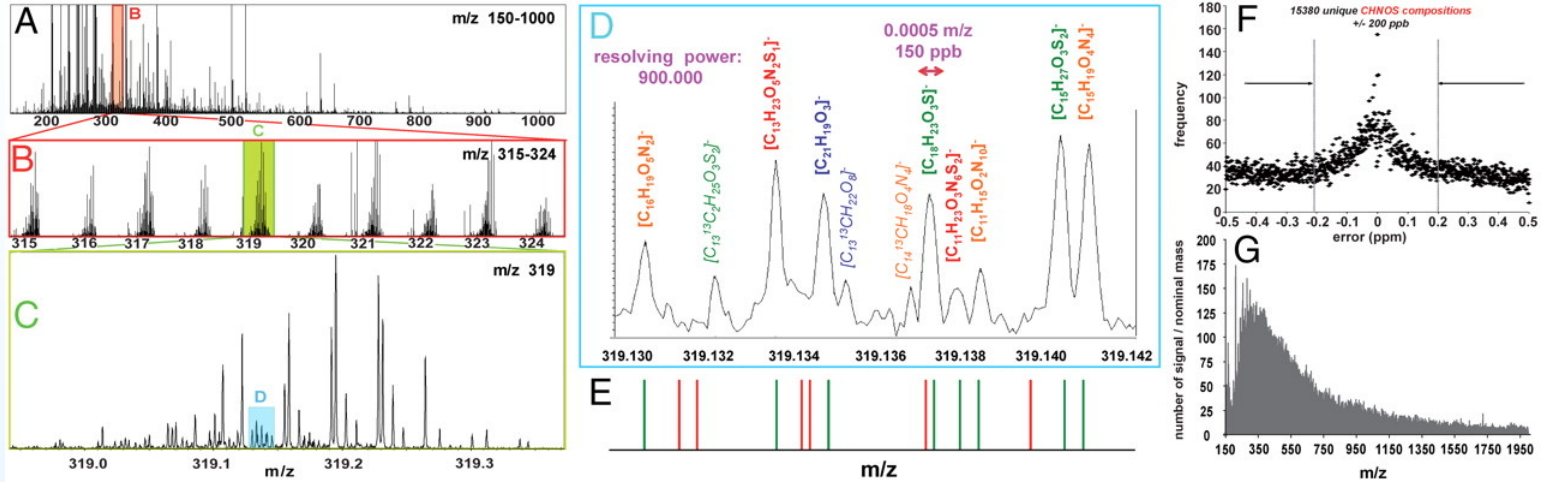 A
B
m/z 150-1000
200 300 400 500 600 700 800 900 1000
C
B
m/z 315-324
315 316 317 318 319 320 321 322 323 324
C
m/z 319
D
319.0 319.1 319.2 319.3
m/z
D
resolving power:
900.000
0.0005 m/z
150 ppb
[C16H19O5N2]-
[C13 13C2H25O3S2]-
[C13H23O5N2S1]-
[C21H19O3]-
[C13 13CH22O8]-
[C14 13CH18O4N4]-
[C18H23O3S]-
[C11H23O3N6S2]-
[C11H15O2N10]-
[C15H27O3S2]-
[C15H19O4N4]-
319.130 319.132 319.134 319.136 319.138 319.140 319.142
E
m/z
F
15380 unique CHNOS compositions
+/- 200 ppb
frequency
180
160
140
120
100
80
60
40
20
0
-0.5 -0.4 -0.3 -0.2 -0.1 0 0.1 0.2 0.3 0.4 0.5
error (ppm)
G
number of signal / nominal mass
200
175
150
125
100
75
50
25
0
150 350 550 750 950 1150 1350 1550 1750 1950
m/z